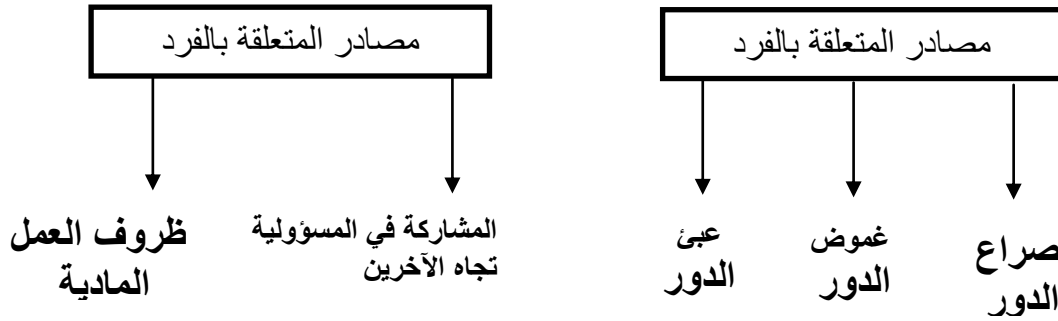 مصادر المتعلقة بالفرد
صراع
الدور
غموض
الدور
عبئ
الدور
مصادر المتعلقة بالفرد
المشاركة في المسؤولية
تجاه الآخرين
ظروف العمل
المادية